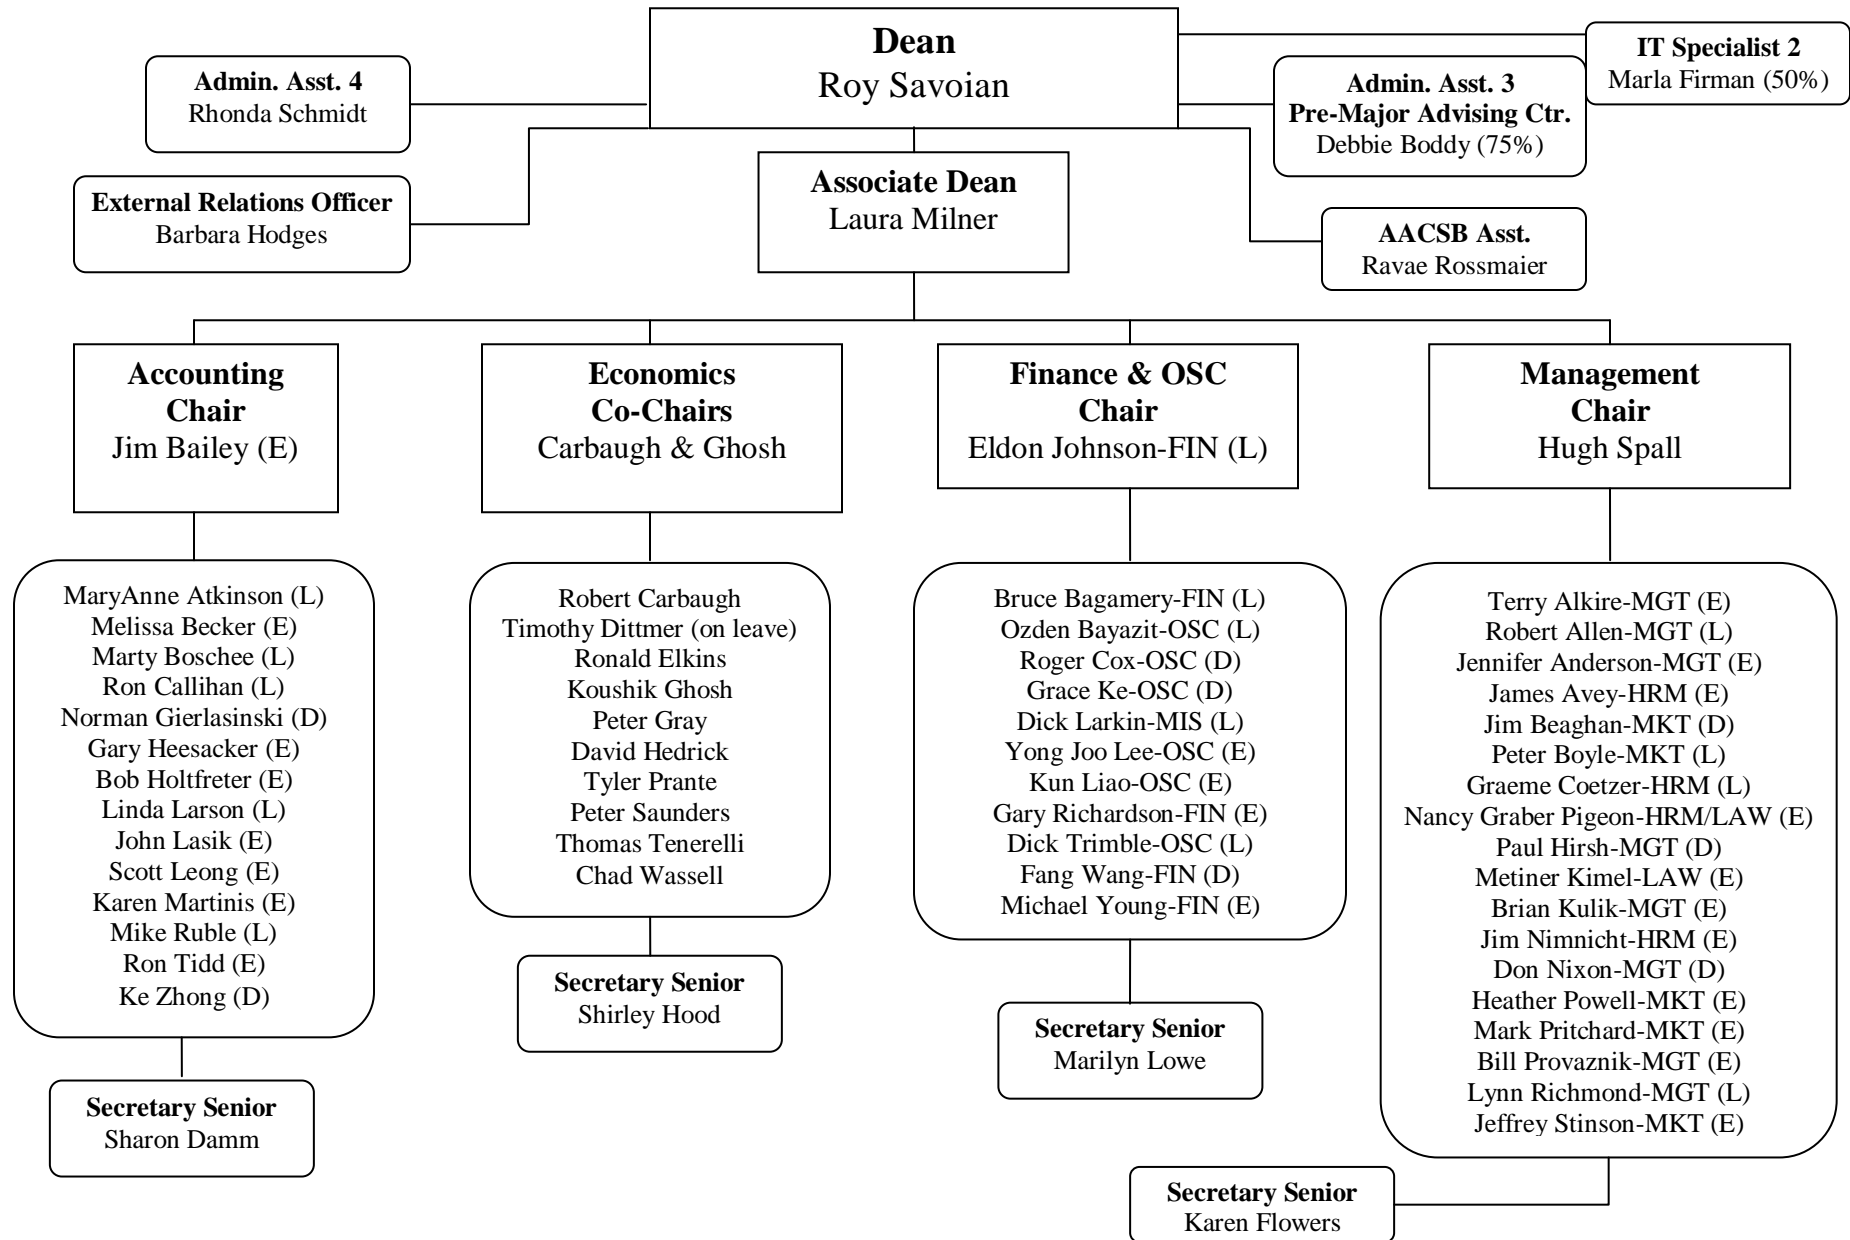 Dean
Roy Savoian
IT Specialist 2
Marla Firman (50%)
Admin. Asst. 4
Rhonda Schmidt
Admin. Asst. 3
Pre-Major Advising Ctr.
Debbie Boddy (75%)
Associate Dean
Laura Milner
External Relations Officer
Barbara Hodges
AACSB Asst.
Ravae Rossmaier
Accounting
Chair
Jim Bailey (E)
Economics
Co-Chairs
Carbaugh & Ghosh
Finance & OSC
Chair
Eldon Johnson-FIN (L)
Management
Chair
Hugh Spall
MaryAnne Atkinson (L)
Melissa Becker (E)
Marty Boschee (L)
Ron Callihan (L)
Norman Gierlasinski (D)
Gary Heesacker (E)
Bob Holtfreter (E)
Linda Larson (L)
John Lasik (E)
Scott Leong (E)
Karen Martinis (E)
Mike Ruble (L)
Ron Tidd (E)
Ke Zhong (D)
Secretary Senior
Sharon Damm
Robert Carbaugh
Timothy Dittmer (on leave)
Ronald Elkins
Koushik Ghosh
Peter Gray
David Hedrick
Tyler Prante
Peter Saunders
Thomas Tenerelli
Chad Wassell
Secretary Senior
Shirley Hood
Bruce Bagamery-FIN (L)
Ozden Bayazit-OSC (L)
Roger Cox-OSC (D)
Grace Ke-OSC (D)
Dick Larkin-MIS (L)
Yong Joo Lee-OSC (E)
Kun Liao-OSC (E)
Gary Richardson-FIN (E)
Dick Trimble-OSC (L)
Fang Wang-FIN (D)
Michael Young-FIN (E)
Secretary Senior
Marilyn Lowe
Terry Alkire-MGT (E)
Robert Allen-MGT (L)
Jennifer Anderson-MGT (E)
James Avey-HRM (E)
Jim Beaghan-MKT (D)
Peter Boyle-MKT (L)
Graeme Coetzer-HRM (L)
Nancy Graber Pigeon-HRM/LAW (E)
Paul Hirsh-MGT (D)
Metiner Kimel-LAW (E)
Brian Kulik-MGT (E)
Jim Nimnicht-HRM (E)
Don Nixon-MGT (D)
Heather Powell-MKT (E)
Mark Pritchard-MKT (E)
Bill Provaznik-MGT (E)
Lynn Richmond-MGT (L)
Jeffrey Stinson-MKT (E)
Secretary Senior
Karen Flowers